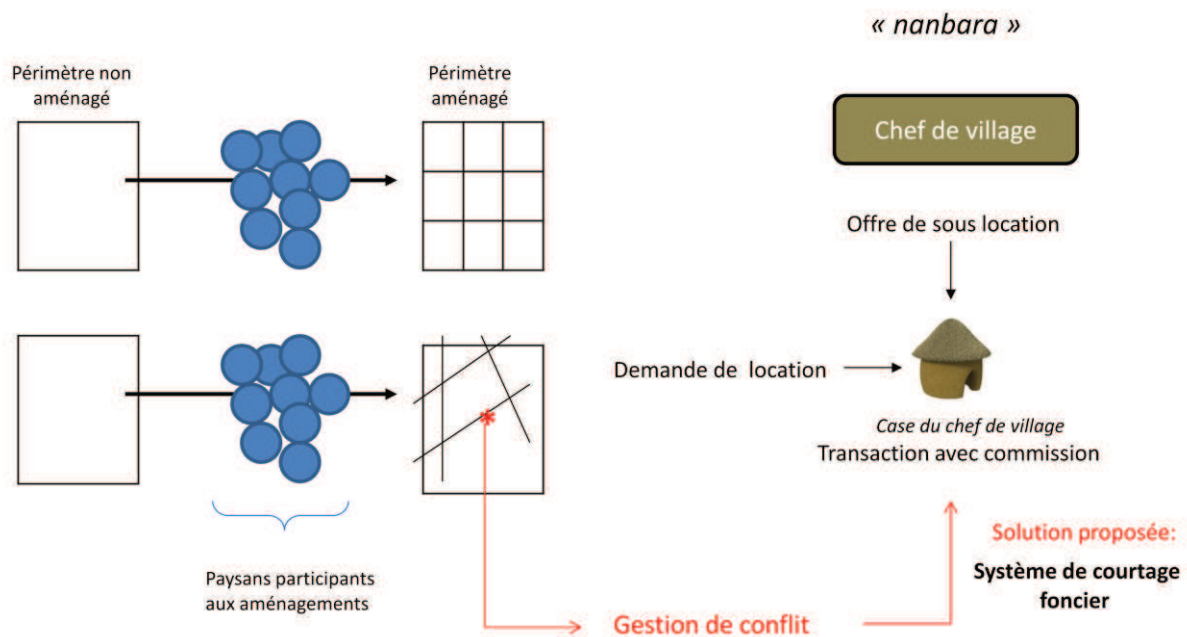 « nanbara »
Périmètre non
aménagé
Périmètre
aménagé
Chef de village
Offre de sous location
Demande de location
Case du chef de village
Transaction avec commission
Solution proposée:
Système de courtage
foncier
Paysans participants
aux aménagements
*
Gestion de conflit